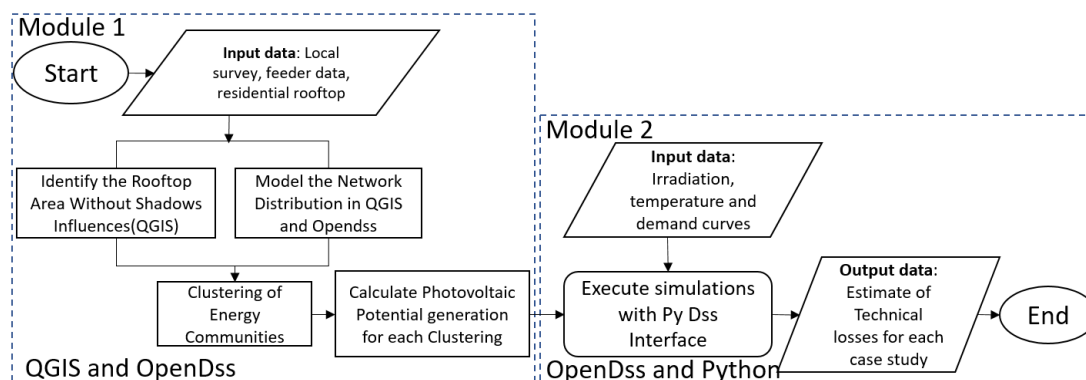 Module 1
Start
Input data: Local
survey, feeder data,
residential rooftop
Identify the Rooftop
Area Without Shadows
Influences(QGIS)
Model the Network
Distribution in QGIS
and Opendss
Clustering of
Energy
Communities
Calculate Photovoltaic
Potential generation
for each Clustering
QGIS and OpenDss
Module 2
Input data:
Irradiation,
temperature and
demand curves
Execute simulations
with Py Dss
Interface
Output data:
Estimate of
Technical
losses for each
case study
End
OpenDss and Python